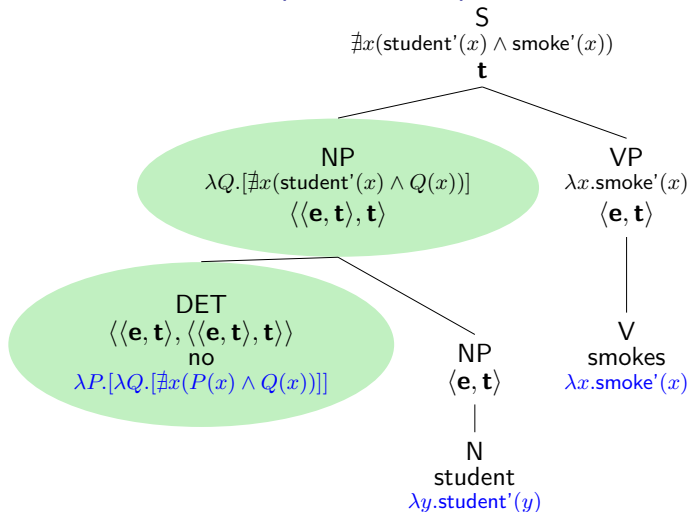 S
∄x(student'(x) ∧ smoke'(x))
t
NP
λQ.[∄x(student'(x) ∧ Q(x))]
⟨⟨e, t⟩, t⟩
VP
λx.smoke'(x)
⟨e, t⟩
DET
⟨⟨e, t⟩, ⟨⟨e, t⟩, t⟩⟩
no
λP.[λQ.[∄x(P(x) ∧ Q(x))]]
NP
⟨e, t⟩
V
smokes
λx.smoke'(x)
N
student
λy.student'(y)